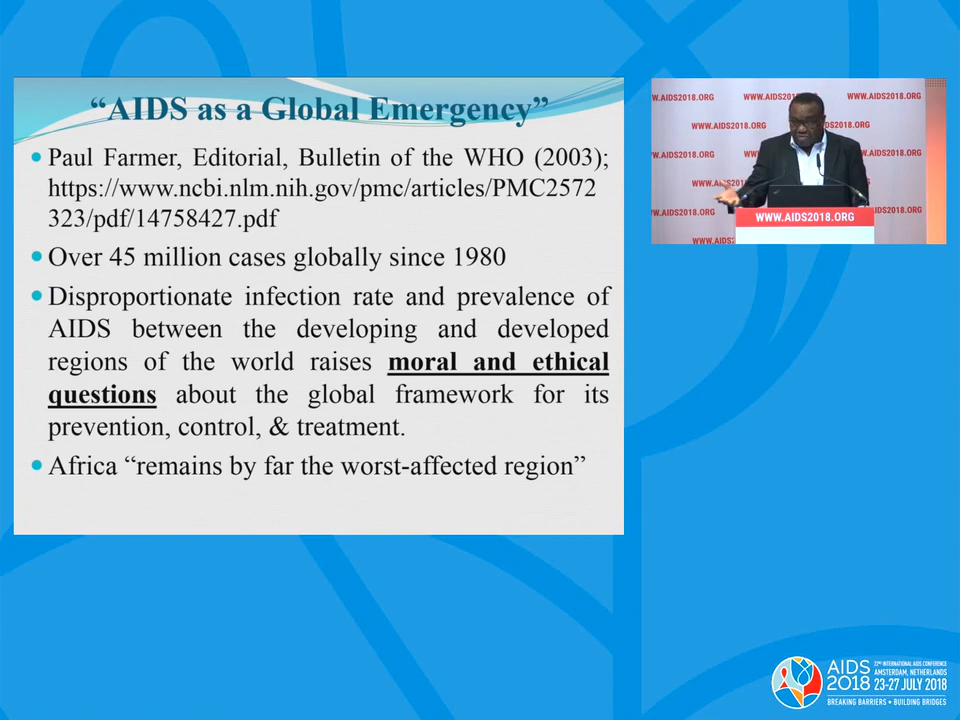 “AIDS as a Global Emergency”
Paul Farmer, Editorial, Bulletin of the WHO (2003);
https://www.ncbi.nlm.nih.gov/pmc/articles/PMC2572
323/pdf/14758427.pdf
Over 45 million cases globally since 1980
Disproportionate infection rate and prevalence of
AIDS between the developing and developed
regions of the world raises moral and ethical
questions about the global framework for its
prevention, control, & treatment.
Africa “remains by far the worst-affected region”
W.AIDS2018.ORG WWW.AIDS2018 WWW.AIDS2018.ORG
WWW.AIDS2018.ORG AIDS2018.ORG
W.AIDS2018.ORG AIDS2018.ORG
WWW.AIDS2018 IDS2018.ORG
WWW.AIDS2018.ORG
W.AIDS2018.ORG
WWW.AIDS
AIDS 2018
22ND INTERNATIONAL AIDS CONFERENCE
AMSTERDAM, NETHERLANDS
23-27 JULY 2018
BREAKING BARRIERS • BUILDING BRIDGES